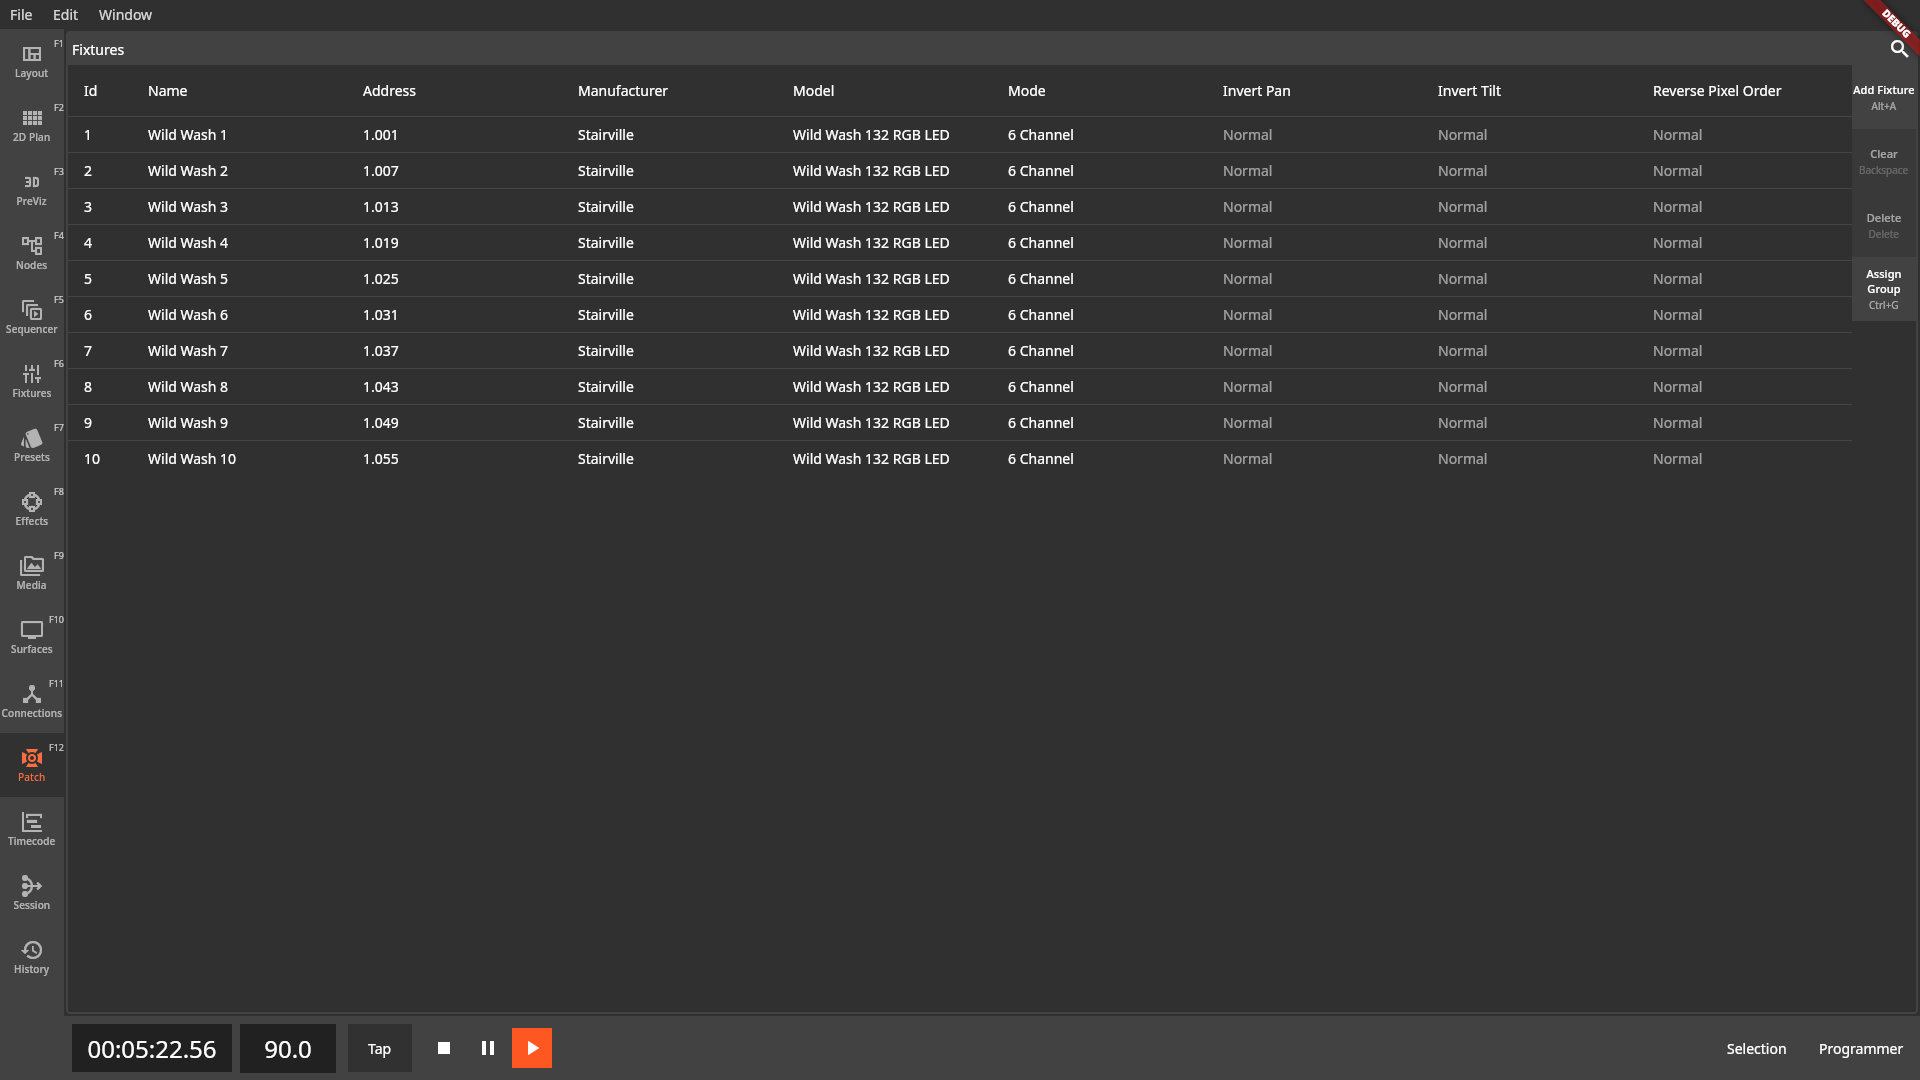 File Edit Window
DEBUG
F1
Layout
F2
2D Plan
F3
3D
PreViz
F4
Nodes
F5
Sequencer
F6
Fixtures
F7
Presets
F8
Effects
F9
Media
F10
Surfaces
F11
Connections
F12
Patch
Timecode
Session
History
Fixtures
Id Name Address Manufacturer Model Mode Invert Pan Invert Tilt Reverse Pixel Order
1 Wild Wash 1 1.001 Stairville Wild Wash 132 RGB LED 6 Channel Normal Normal Normal
2 Wild Wash 2 1.007 Stairville Wild Wash 132 RGB LED 6 Channel Normal Normal Normal
3 Wild Wash 3 1.013 Stairville Wild Wash 132 RGB LED 6 Channel Normal Normal Normal
4 Wild Wash 4 1.019 Stairville Wild Wash 132 RGB LED 6 Channel Normal Normal Normal
5 Wild Wash 5 1.025 Stairville Wild Wash 132 RGB LED 6 Channel Normal Normal Normal
6 Wild Wash 6 1.031 Stairville Wild Wash 132 RGB LED 6 Channel Normal Normal Normal
7 Wild Wash 7 1.037 Stairville Wild Wash 132 RGB LED 6 Channel Normal Normal Normal
8 Wild Wash 8 1.043 Stairville Wild Wash 132 RGB LED 6 Channel Normal Normal Normal
9 Wild Wash 9 1.049 Stairville Wild Wash 132 RGB LED 6 Channel Normal Normal Normal
10 Wild Wash 10 1.055 Stairville Wild Wash 132 RGB LED 6 Channel Normal Normal Normal
Add Fixture
Alt+A
Clear
Backspace
Delete
Delete
Assign
Group
Ctrl+G
00:05:22.56 90.0 Tap Selection Programmer